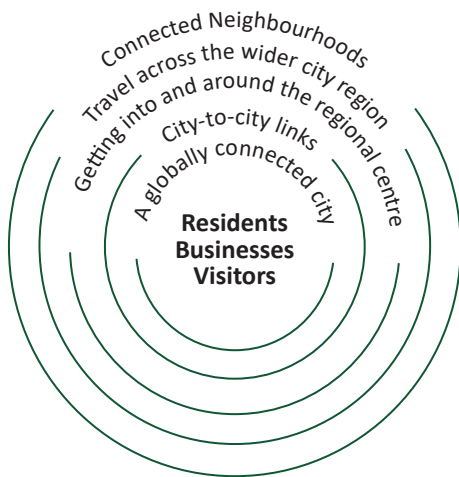 Connected Neighbourhoods
Travel across the wider city region
Getting into and around the regional centre
City-to-city links
A globally connected city
Residents
Businesses
Visitors